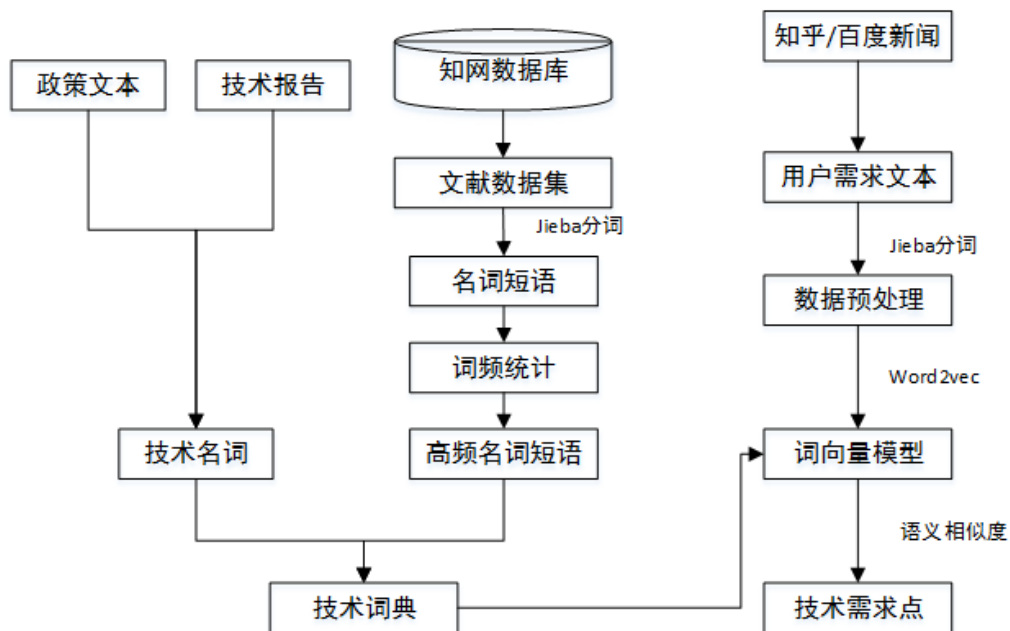 知乎/百度新闻
知网数据库
政策文本
技术报告
文献数据集
用户需求文本
Jieba分词
Jieba分词
名词短语
数据预处理
词频统计
Word2vec
技术名词
高频名词短语
词向量模型
语义相似度
技术词典
技术需求点